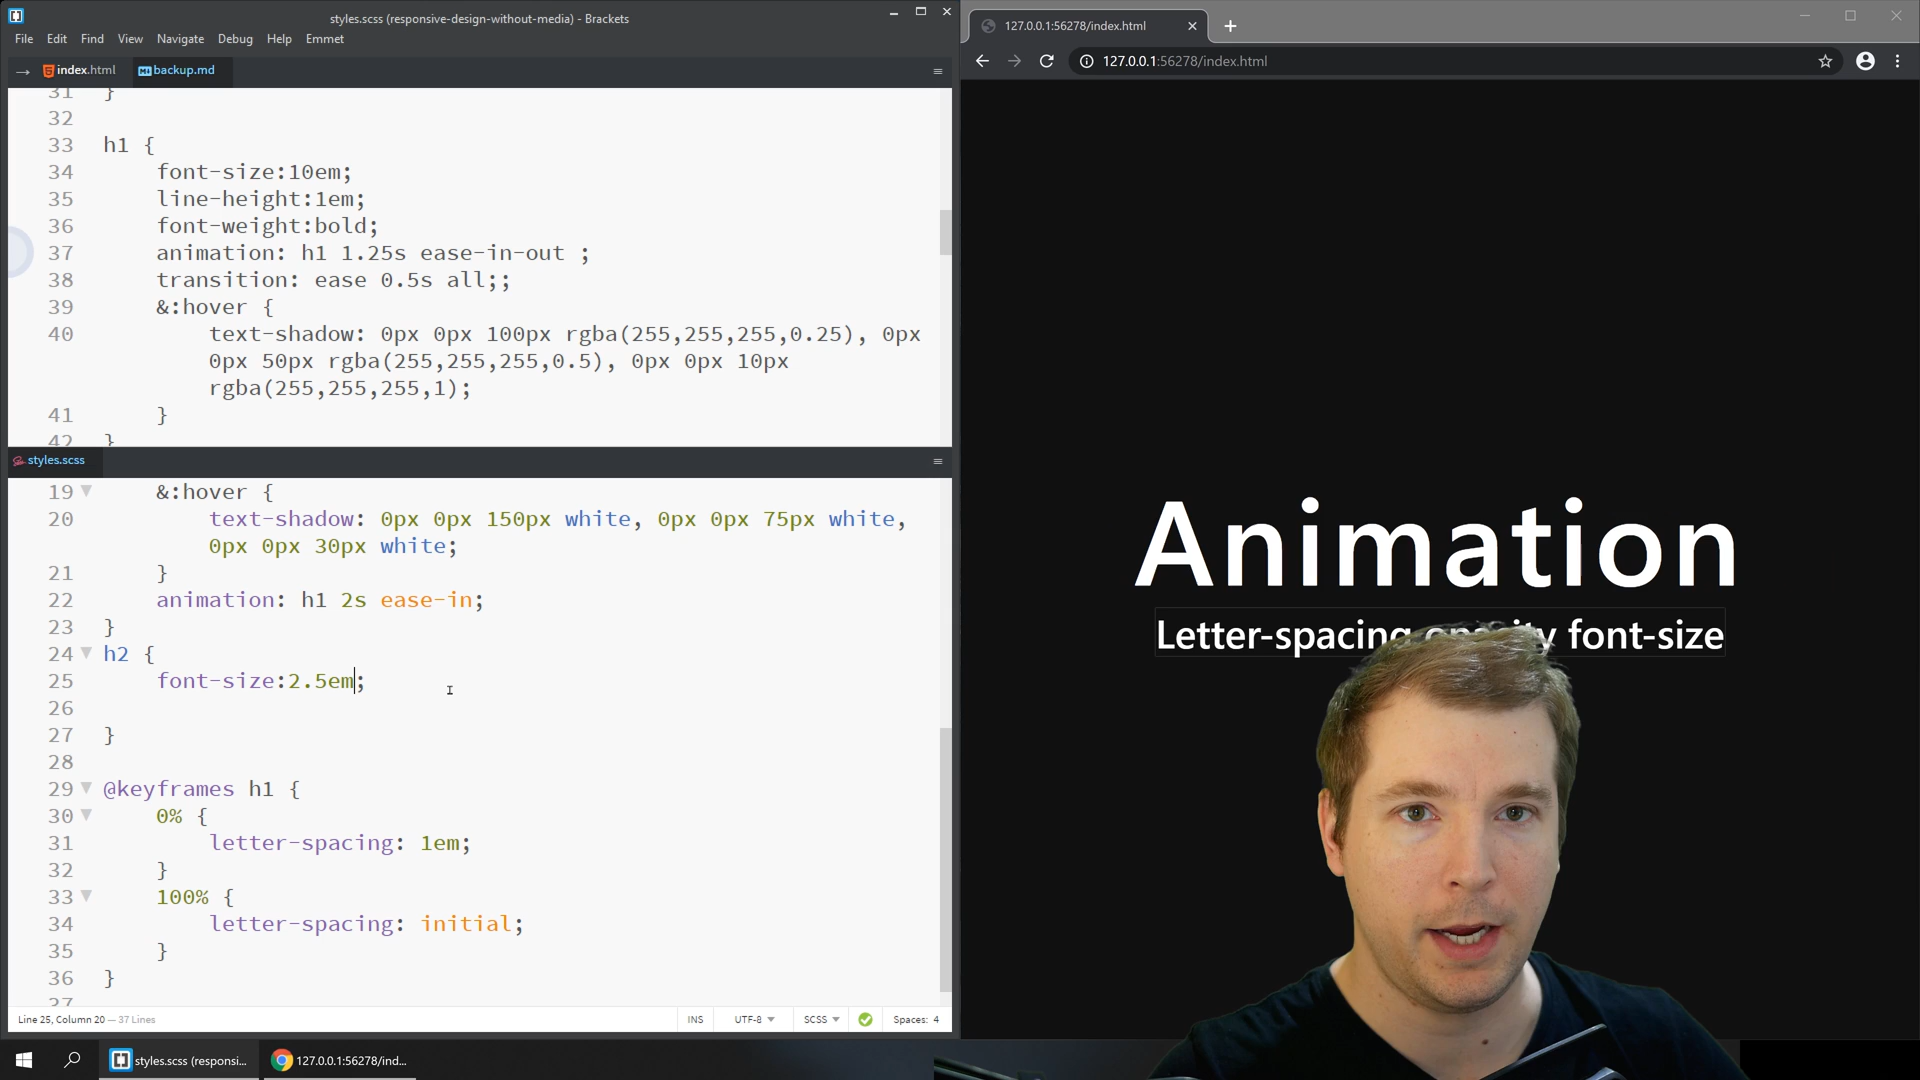 styles.scss (responsive-design-without-media) - Brackets
File Edit Find View Navigate Debug Help Emmet
index.html backup.md
31 }
32
33 h1 {
34 font-size:10em;
35 line-height:1em;
36 font-weight:bold;
37 animation: h1 1.25s ease-in-out ;
38 transition: ease 0.5s all;;
39 &:hover {
40 text-shadow: 0px 0px 100px rgba(255,255,255,0.25), 0px
0px 50px rgba(255,255,255,0.5), 0px 0px 10px
rgba(255,255,255,1);
41 }
42 }
styles.scss
19 &:hover {
20 text-shadow: 0px 0px 150px white, 0px 0px 75px white,
0px 0px 30px white;
21 }
22 animation: h1 2s ease-in;
23 }
24 h2 {
25 font-size:2.5em;
26
27 }
28
29 @keyframes h1 {
30 0% {
31 letter-spacing: 1em;
32 }
33 100% {
34 letter-spacing: initial;
35 }
36 }
37
Line 25, Column 20 — 37 Lines
INS UTF-8 SCSS Spaces: 4
styles.scss (responsi...
127.0.0.1:56278/ind...
127.0.0.1:56278/index.html
127.0.0.1:56278/index.html
Animation
Letter-spacing opacity font-size